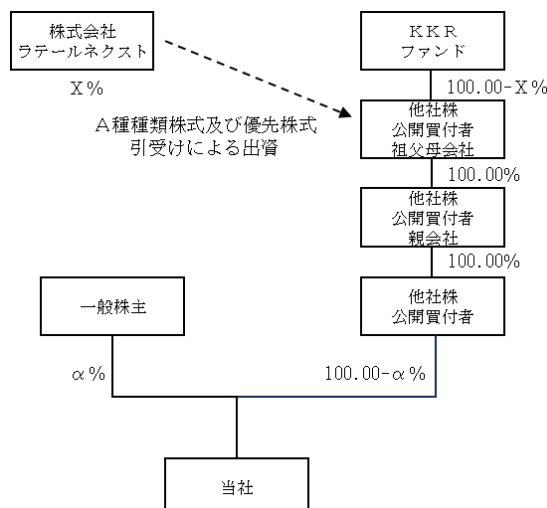 株式会社
ラテールネクスト
X%
KKR
ファンド
100.00-X%
A種種類株式及び優先株式
引受けによる出資
他社株
公開買付者
祖父母会社
100.00%
他社株
公開買付者
親会社
100.00%
一般株主
他社株
公開買付者
α%
100.00-α%
当社